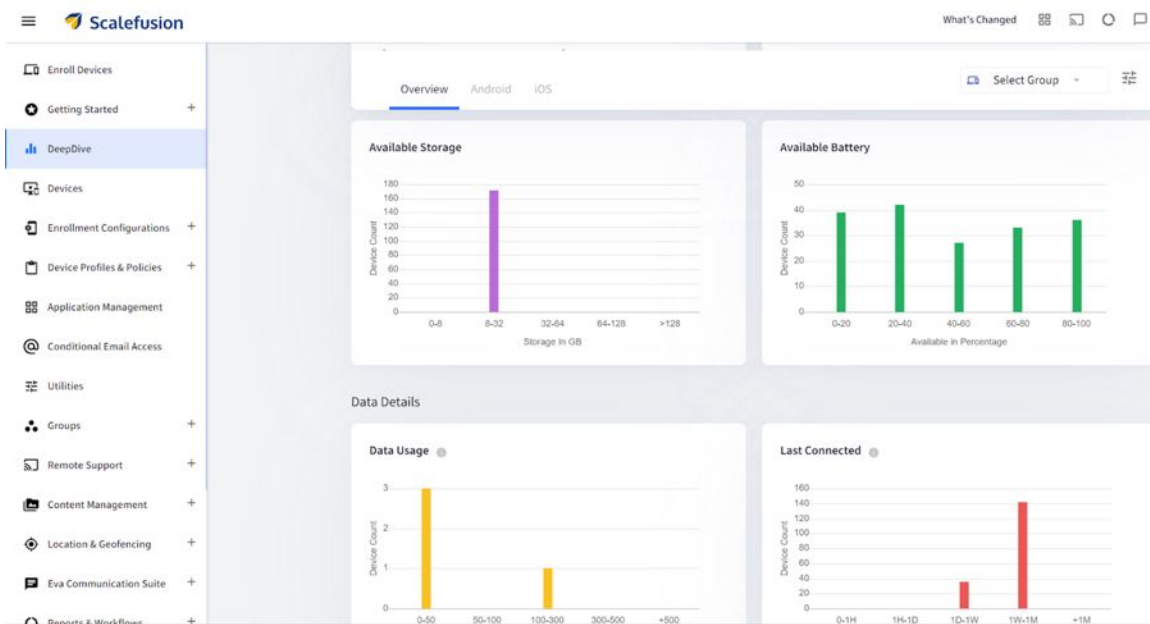 Scalefusion
What's Changed
Enroll Devices
Getting Started +
DeepDive
Devices
Enrollment Configurations +
Device Profiles & Policies +
Application Management
Conditional Email Access
Utilities
Groups +
Remote Support +
Content Management +
Location & Geofencing +
Eva Communication Suite +
Reports & Workflows +
Overview Android iOS
Select Group
Available Storage
Device Count
180
160
140
120
100
80
60
40
20
0
0-8 8-32 32-64 64-128 >128
Storage In GB
Available Battery
Device Count
50
40
30
20
10
0
0-20 20-40 40-60 60-80 80-100
Available in Percentage
Data Details
Data Usage
Device Count
3
2
1
0
0-50 50-100 100-300 300-500 +500
Last Connected
Device Count
160
140
120
100
80
60
40
20
0
0-1H 1H-1D 1D-1W 1W-1M +1M